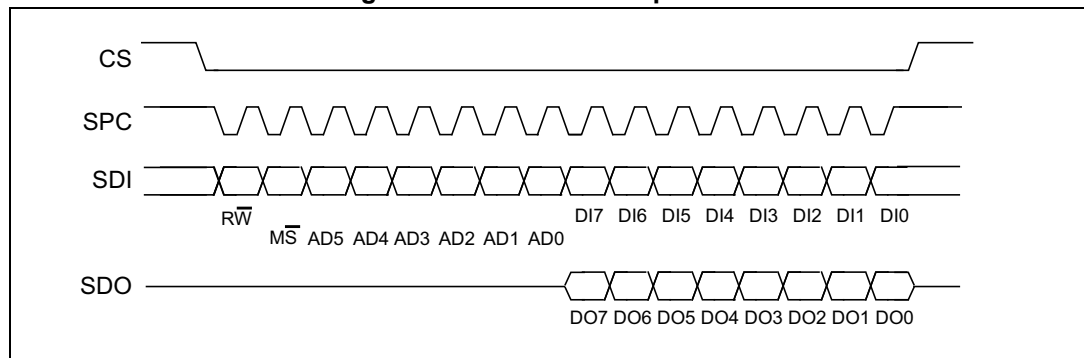 CS
SPC
SDI
RW̅
DI7 DI6 DI5 DI4 DI3 DI2 DI1 DI0
MS̅ AD5 AD4 AD3 AD2 AD1 AD0
SDO
DO7 DO6 DO5 DO4 DO3 DO2 DO1 DO0